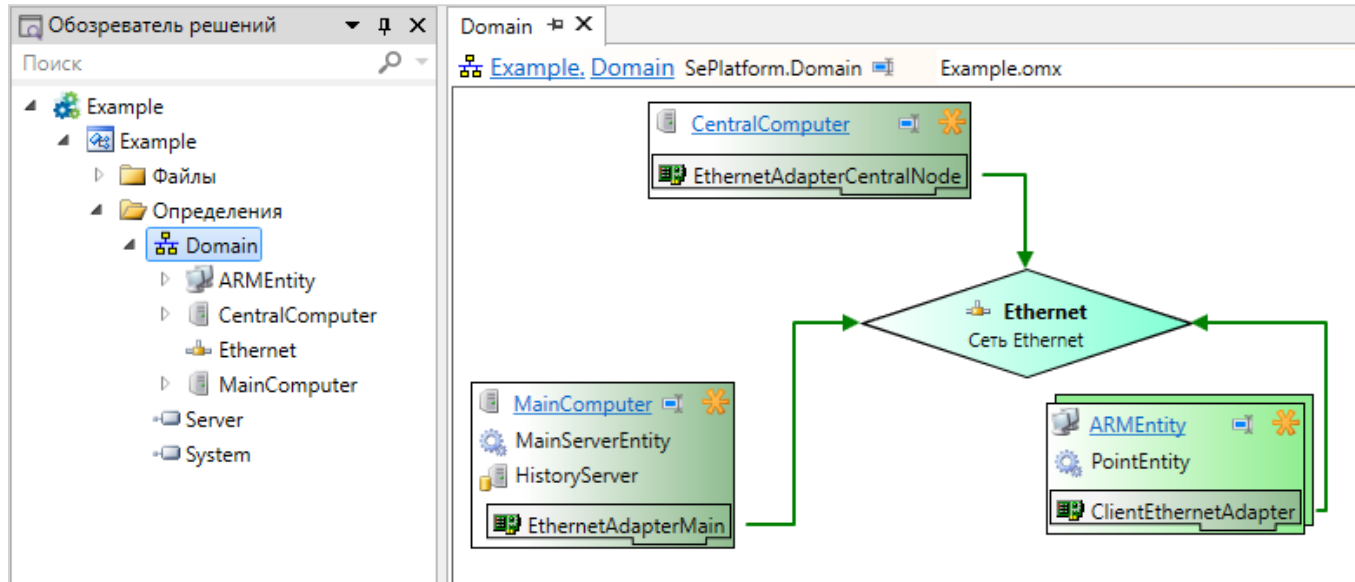 Обозреватель решений
Поиск
Example
Example
Файлы
Определения
Domain
ARMEntity
CentralComputer
Ethernet
MainComputer
Server
System
Domain
Example. Domain SePlatform.Domain Example.omx
CentralComputer
EthernetAdapterCentralNode
Ethernet
Сеть Ethernet
MainComputer
MainServerEntity
HistoryServer
EthernetAdapterMain
ARMEntity
PointEntity
ClientEthernetAdapter